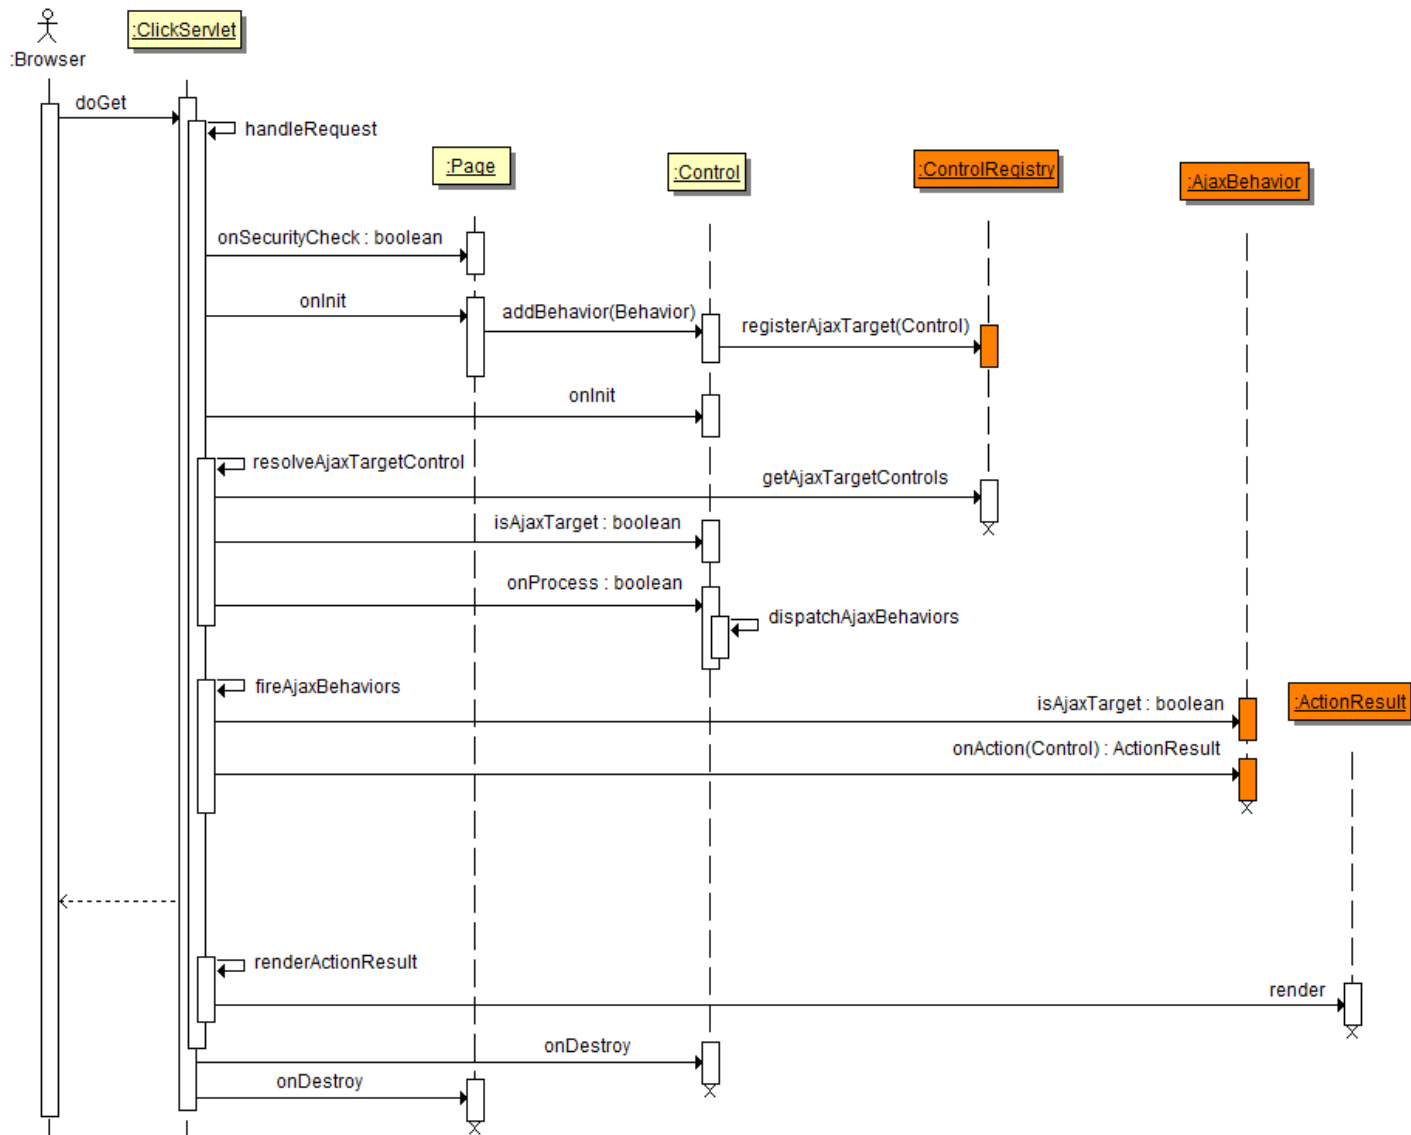 :ClickServlet
:Browser
doGet
handleRequest
:Page
:Control
:ControlRegistry
:AjaxBehavior
onSecurityCheck : boolean
onInit
addBehavior(Behavior)
registerAjaxTarget(Control)
onInit
resolveAjaxTargetControl
getAjaxTargetControls
isAjaxTarget : boolean
onProcess : boolean
dispatchAjaxBehaviors
fireAjaxBehaviors
isAjaxTarget : boolean
:ActionResult
onAction(Control) : ActionResult
renderActionResult
render
onDestroy
onDestroy